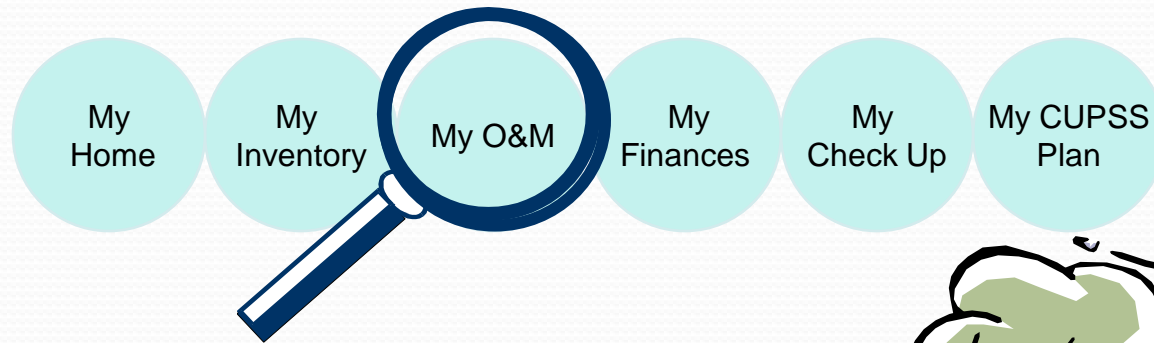 My
Home
My
Inventory
My O&M
My
Finances
My
Check Up
My CUPSS
Plan